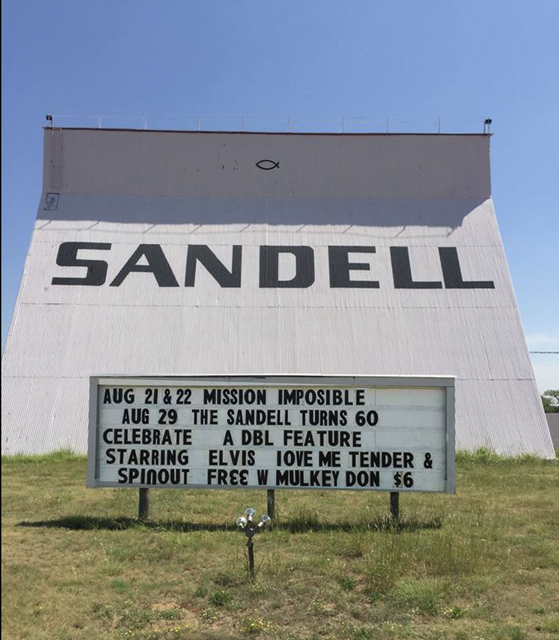 SANDELL
AUG 21 & 22 MISSION IMPOSIBLE
AUG 29 THE SANDELL TURNS 60
CELEBRATE A DBL FEATURE
STARRING ELVIS lOVE ME TENDER &
SPINOUT FREE W MULKEY DON $6